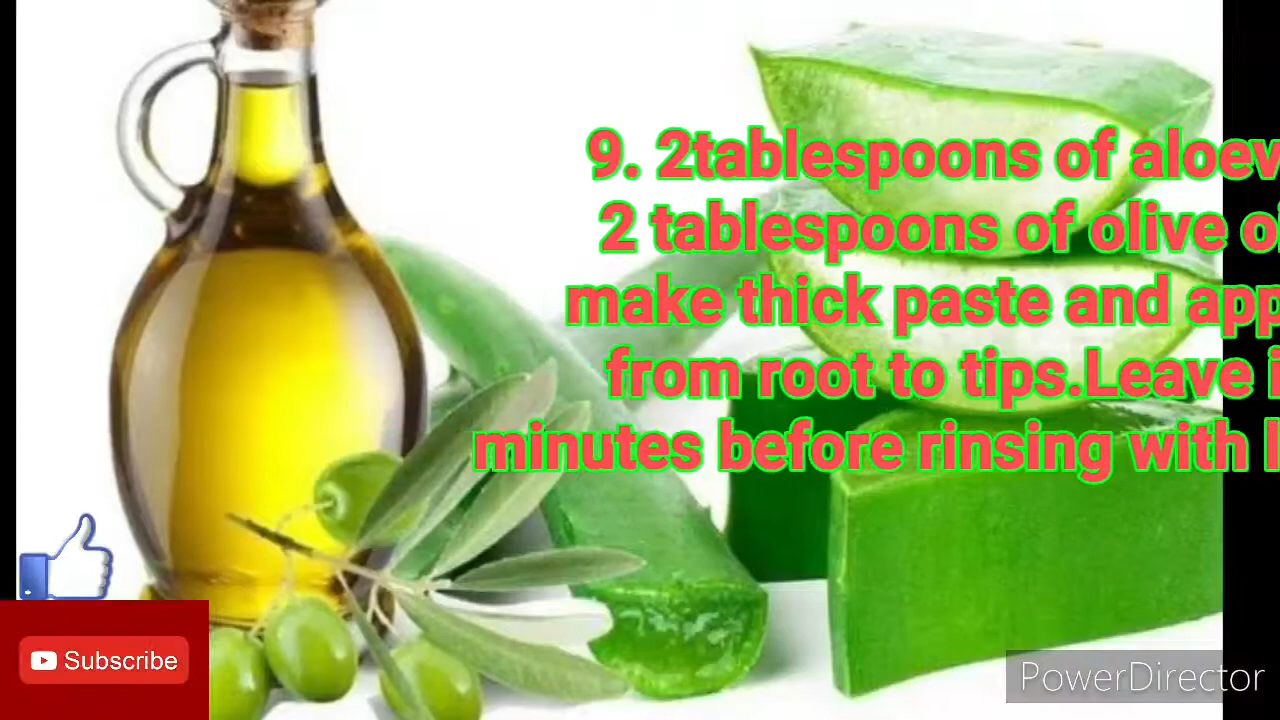 9. 2tablespoons of aloev
2 tablespoons of olive oi
make thick paste and app
from root to tips.Leave i
minutes before rinsing with l
Subscribe
PowerDirector